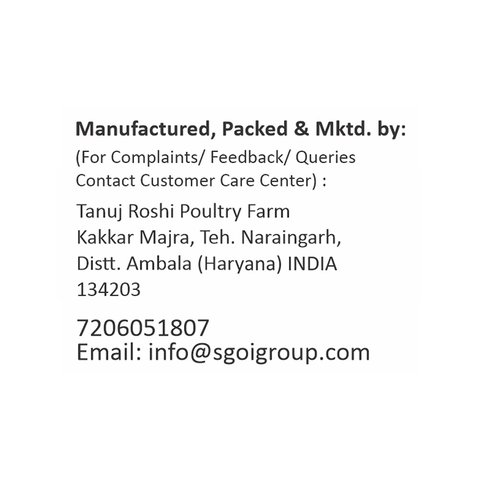 Manufactured, Packed & Mktd. by:
(For Complaints/ Feedback/ Queries
Contact Customer Care Center) :
Tanuj Roshi Poultry Farm
Kakkar Majra, Teh. Naraingarh,
Distt. Ambala (Haryana) INDIA
134203
7206051807
Email: info@sgoigroup.com